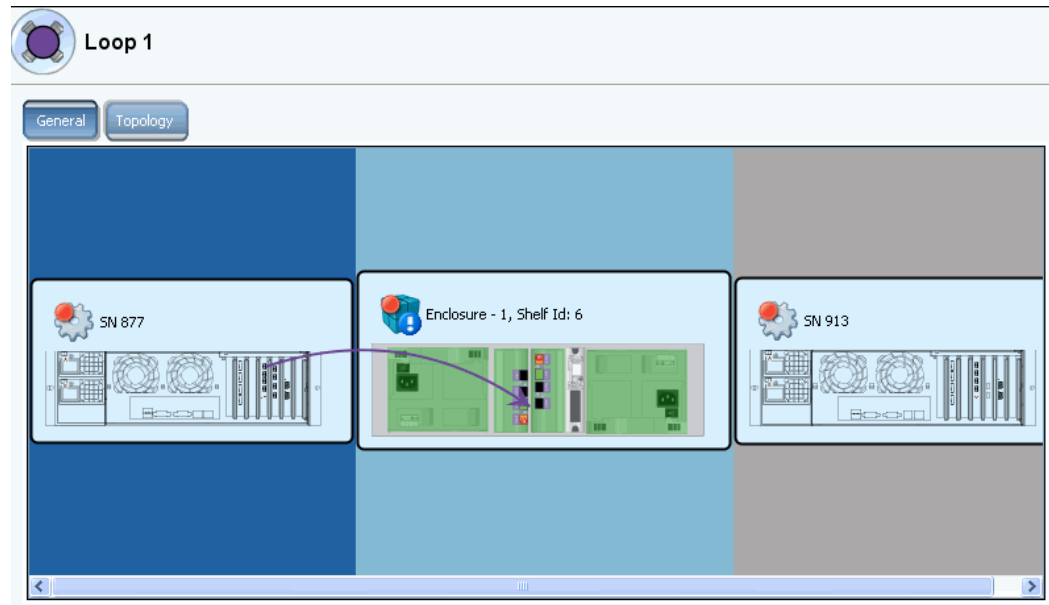 Loop 1
General
Topology
SN 877
Enclosure - 1, Shelf Id: 6
SN 913